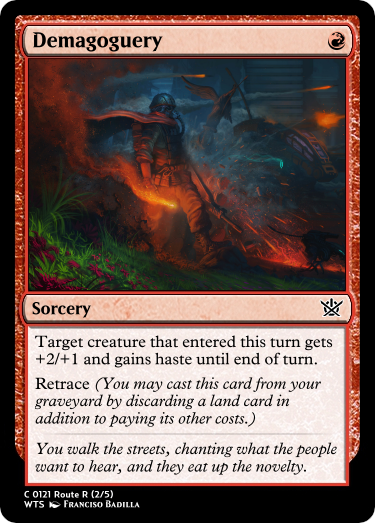 Demagoguery
Sorcery
Target creature that entered this turn gets
+2/+1 and gains haste until end of turn.
Retrace (You may cast this card from your
graveyard by discarding a land card in
addition to paying its other costs.)
You walk the streets, chanting what the people
want to hear, and they eat up the novelty.
C 0121 Route R (2/5)
WTS Franciso Badilla